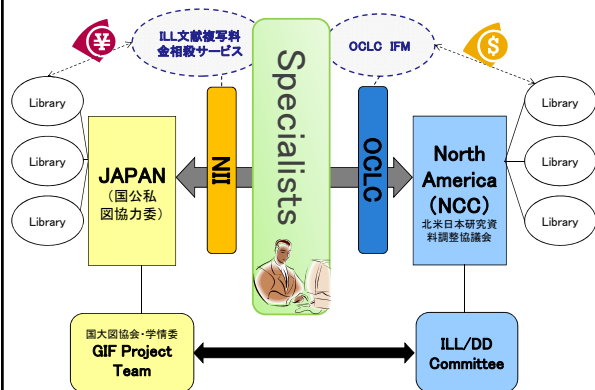 ¥
ILL文献複写料
金相殺サービス
OCLC IFM
$
Library
Library
Library
JAPAN
(国公私
図協力委)
NII
Specialists
OCLC
North
America
(NCC)
北米日本研究資
料調整協議会
Library
Library
Library
国大図協会・学情委
GIF Project
Team
ILL/DD
Committee